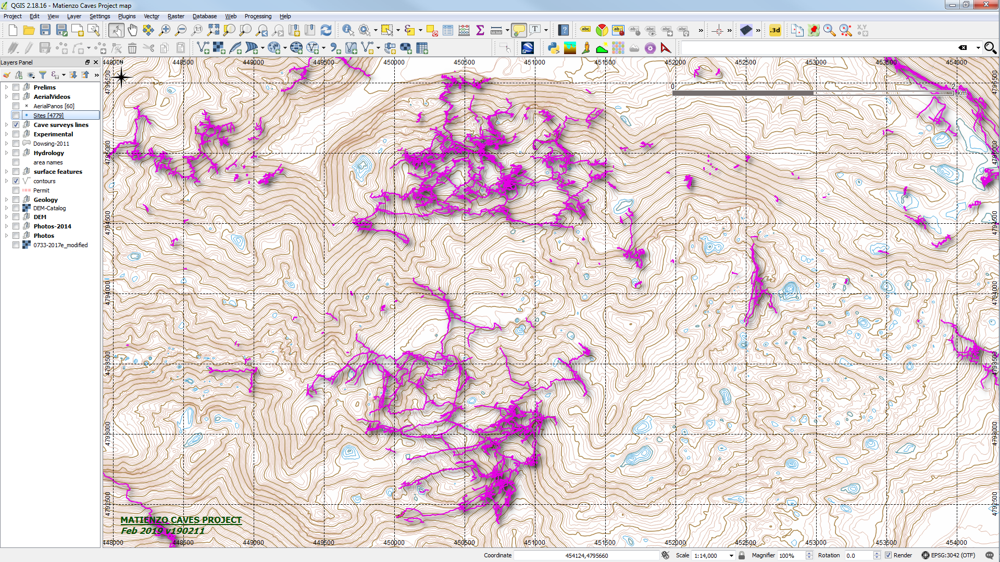 QGIS 2.18.16 - Matienzo Caves Project map
Project Edit View Layer Settings Plugins Vector Raster Database Web Processing Help
abc abc .3d X,Y
Layers Panel
Prelims
AerialVideos
AerialPanos [60]
Sites [4779]
Cave surveys lines
Experimental
Dowsing-2011
Hydrology
area names
surface features
contours
Permit
Geology
DEM-Catalog
DEM
Photos-2014
Photos
0733-2017e_modified
448000 448500 449000 449500 450000 450500 451000 451500 452000 452500 453000 453500 454000
0 2 km
4795500 4795500
4795000 4795000
4794500 4794500
4794000 4794000
4793500 4793500
4793000 4793000
4792500 4792500
MATIENZO CAVES PROJECT
Feb 2019 v190211
448000 448500 449000 449500 450000 450500 451000 451500 452000 452500 453000 453500 454000
Coordinate 454124,4795660 Scale 1:14,000 Magnifier 100% Rotation 0.0 Render EPSG:3042 (OTF)